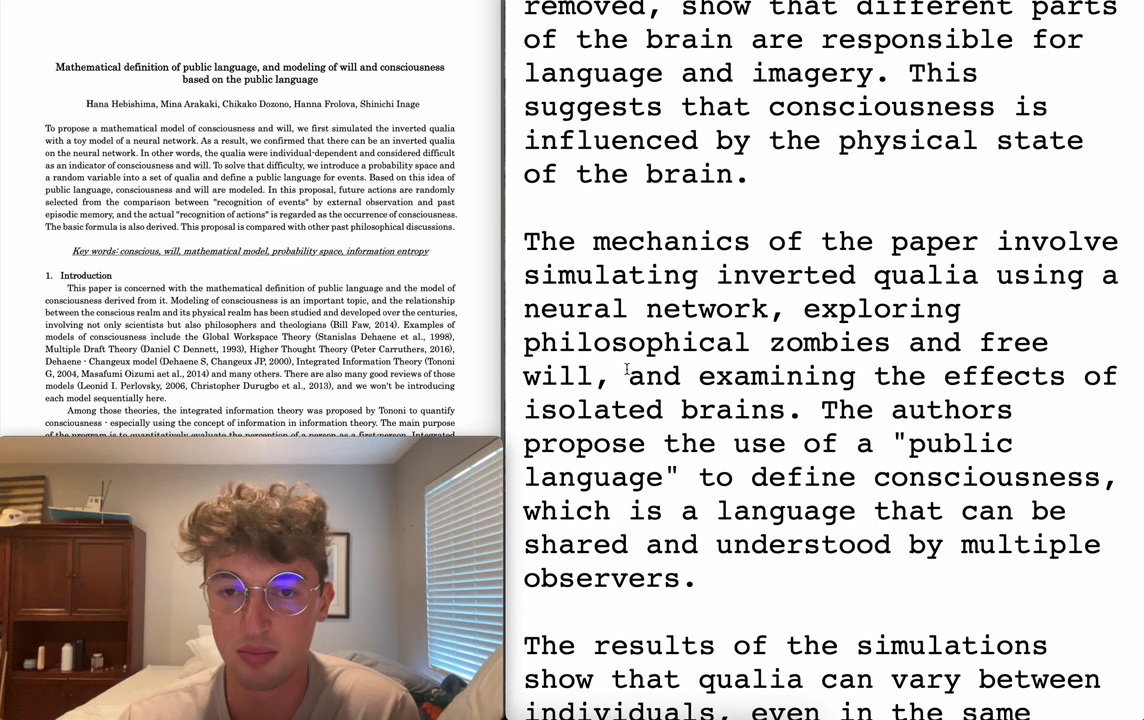 Mathematical definition of public language, and modeling of will and consciousness
based on the public language
Hana Hebishima, Mina Arakaki, Chikako Dozono, Hanna Frolova, Shinichi Inage
To propose a mathematical model of consciousness and will, we first simulated the inverted qualia
with a toy model of a neural network. As a result, we confirmed that there can be an inverted qualia
on the neural network. In other words, the qualia were individual-dependent and considered difficult
as an indicator of consciousness and will. To solve that difficulty, we introduce a probability space and
a random variable into a set of qualia and define a public language for events. Based on this idea of
public language, consciousness and will are modeled. In this proposal, future actions are randomly
selected from the comparison between "recognition of events" by external observation and past
episodic memory, and the actual "recognition of actions" is regarded as the occurrence of consciousness.
The basic formula is also derived. This proposal is compared with other past philosophical discussions.
Key words: conscious, will, mathematical model, probability space, information entropy
1. Introduction
This paper is concerned with the mathematical definition of public language and the model of
consciousness derived from it. Modeling of consciousness is an important topic, and the relationship
between the conscious realm and its physical realm has been studied and developed over the centuries,
involving not only scientists but also philosophers and theologians (Bill Faw, 2014). Examples of
models of consciousness include the Global Workspace Theory (Stanislas Dehaene et al., 1998),
Multiple Draft Theory (Daniel C Dennett, 1993), Higher Thought Theory (Peter Carruthers, 2016),
Dehaene - Changeux model (Dehaene S, Changeux JP, 2000), Integrated Information Theory (Tononi
G, 2004, Masafumi Oizumi aet al., 2014) and many others. There are also many good reviews of those
models (Leonid I. Perlovsky, 2006, Christopher Durugbo et al., 2013), and we won't be introducing
each model sequentially here.
Among those theories, the integrated information theory was proposed by Tononi to quantify
consciousness - especially using the concept of information in information theory. The main purpose
of the program is to quantitatively evaluate the perception of a person as a first-person. Integrated
removed, show that different parts
of the brain are responsible for
language and imagery. This
suggests that consciousness is
influenced by the physical state
of the brain.
The mechanics of the paper involve
simulating inverted qualia using a
neural network, exploring
philosophical zombies and free
will, and examining the effects of
isolated brains. The authors
propose the use of a "public
language" to define consciousness,
which is a language that can be
shared and understood by multiple
observers.
The results of the simulations
show that qualia can vary between
individuals, even in the same